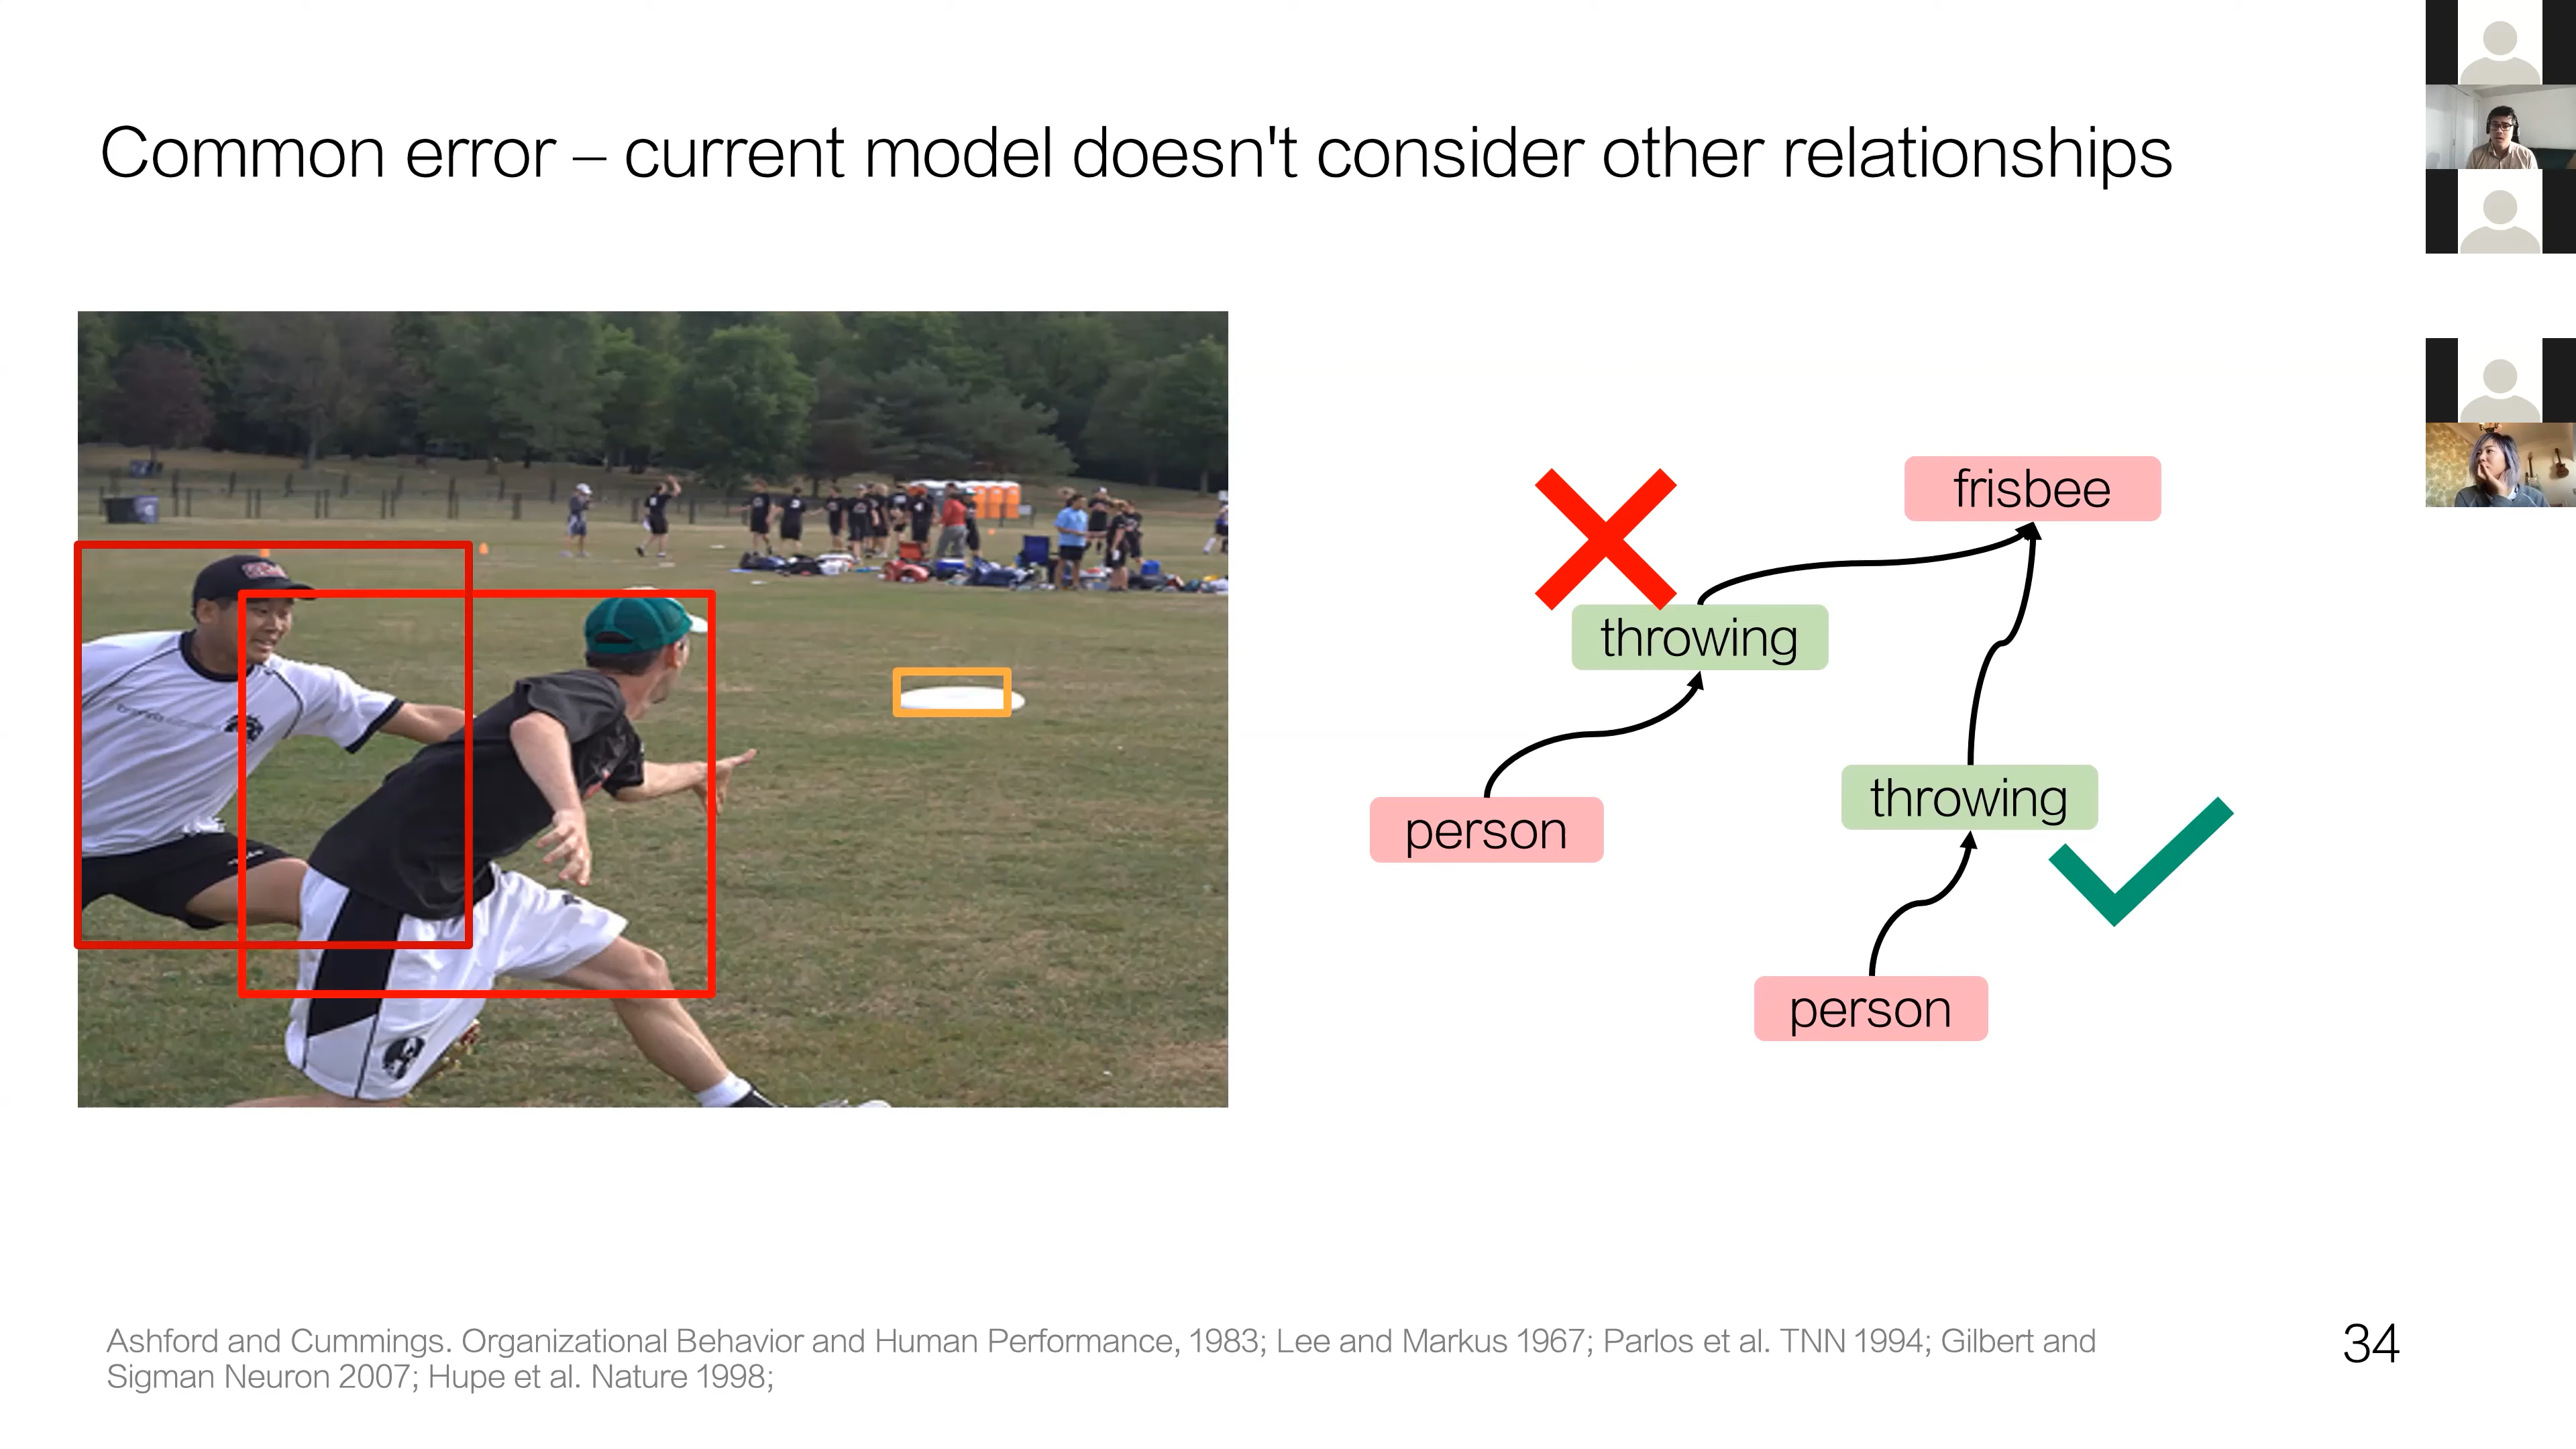 Common error – current model doesn't consider other relationships
frisbee
throwing
throwing
person
person
Ashford and Cummings. Organizational Behavior and Human Performance, 1983; Lee and Markus 1967; Parlos et al. TNN 1994; Gilbert and
Sigman Neuron 2007; Hupe et al. Nature 1998;
34